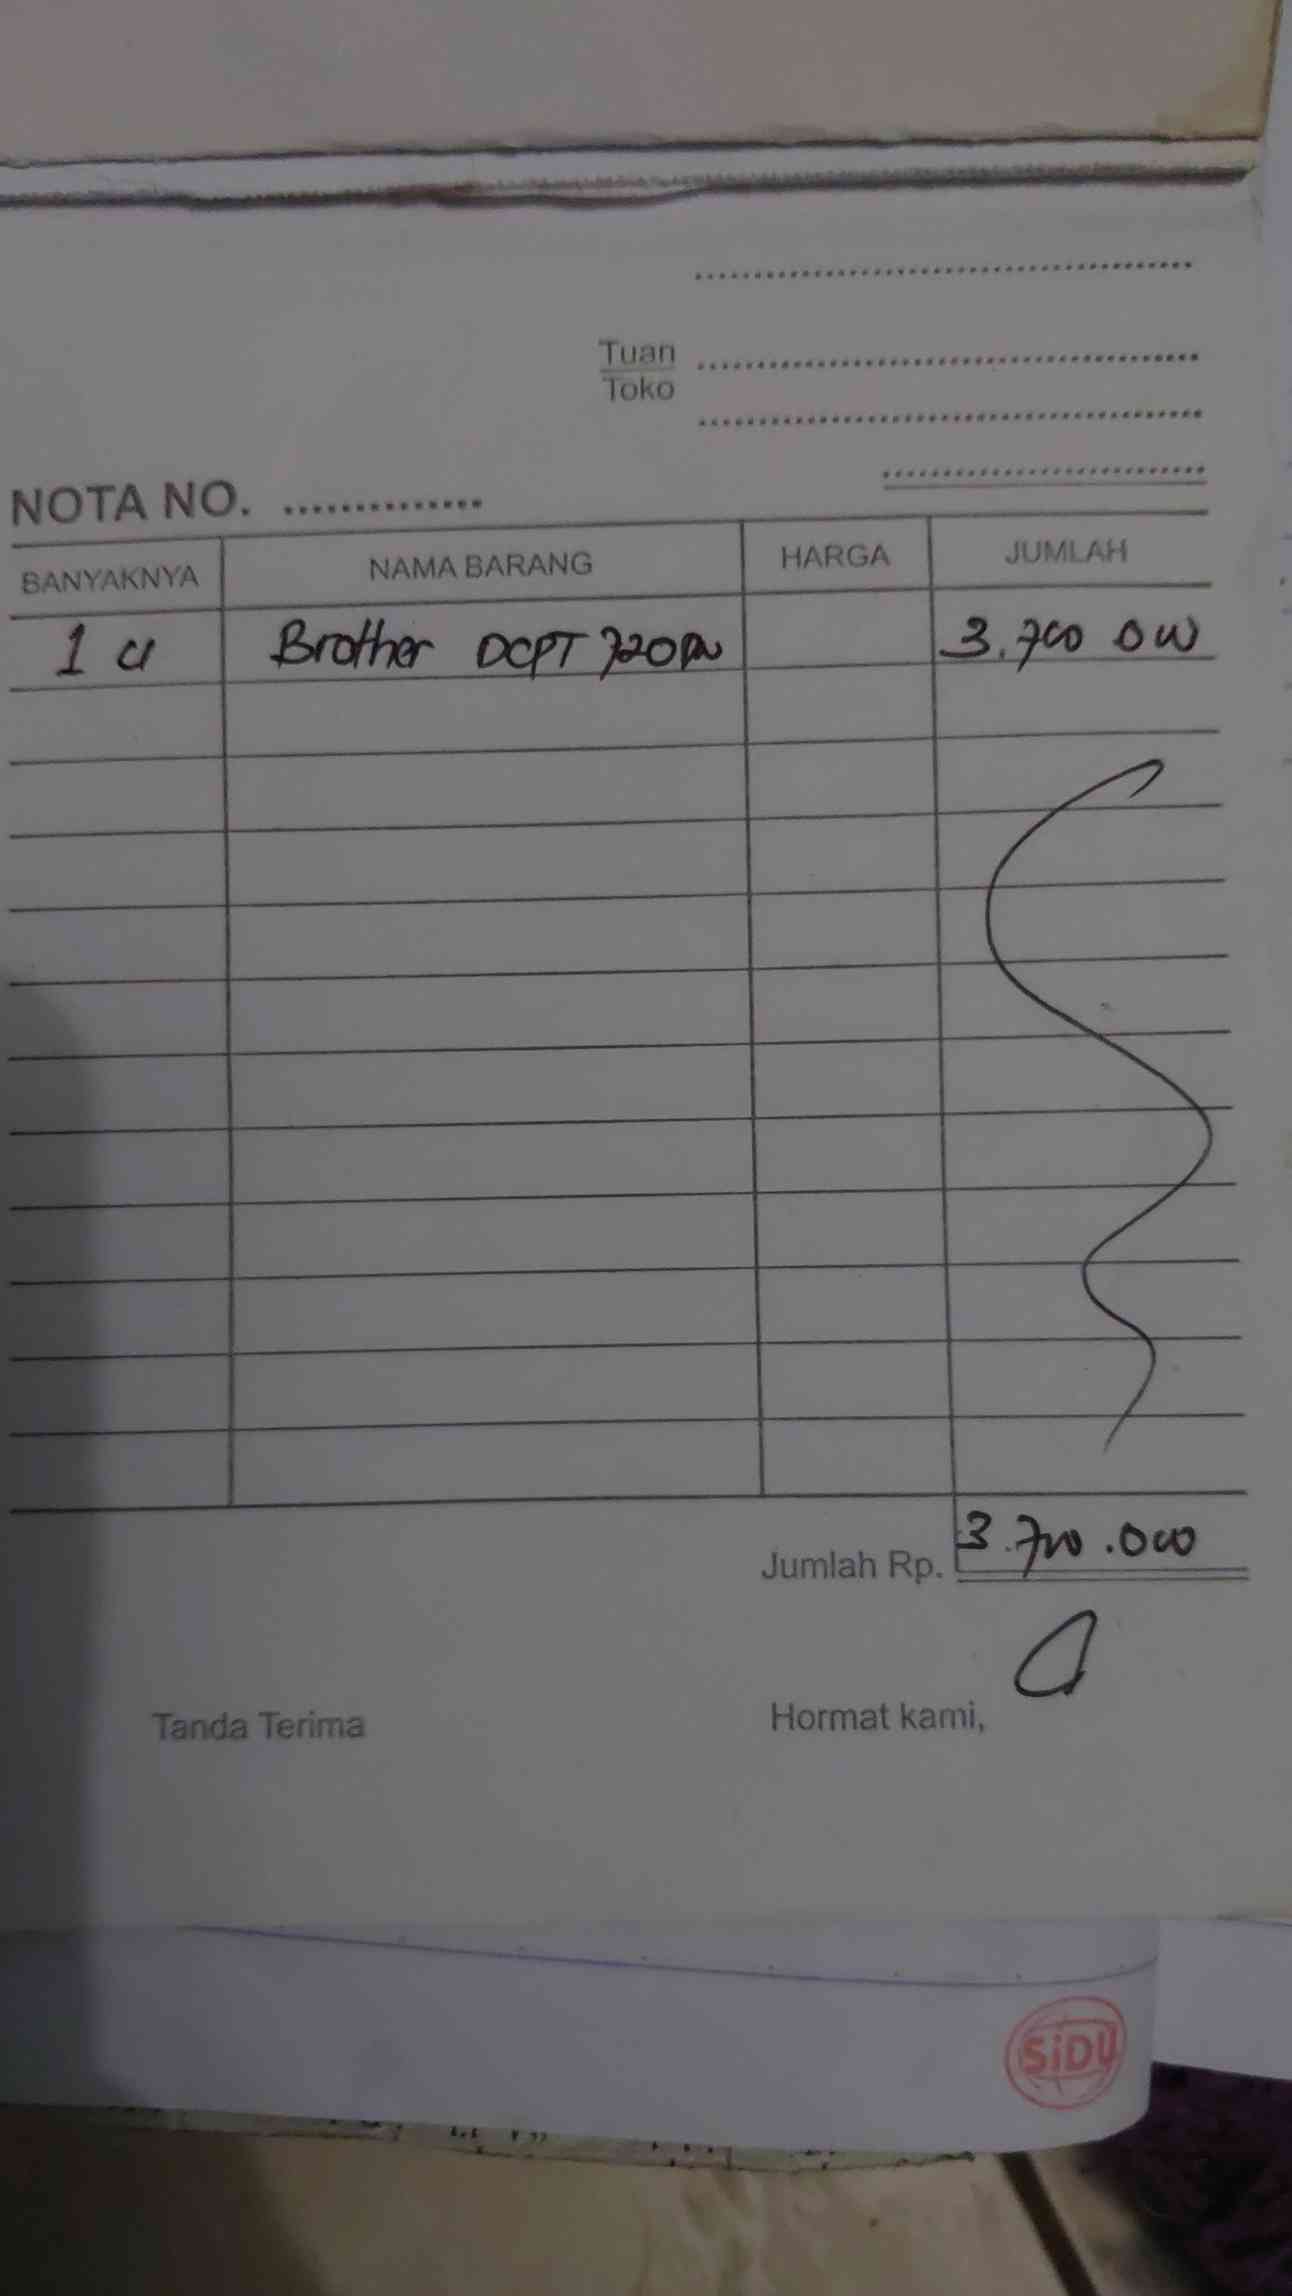 Tuan
Toko
NOTA NO.
BANYAKNYA NAMA BARANG HARGA JUMLAH
1 Brother DCPT 720DW 3.700 000
Jumlah Rp. 3.700.000
Tanda Terima Hormat kami,
SiDU